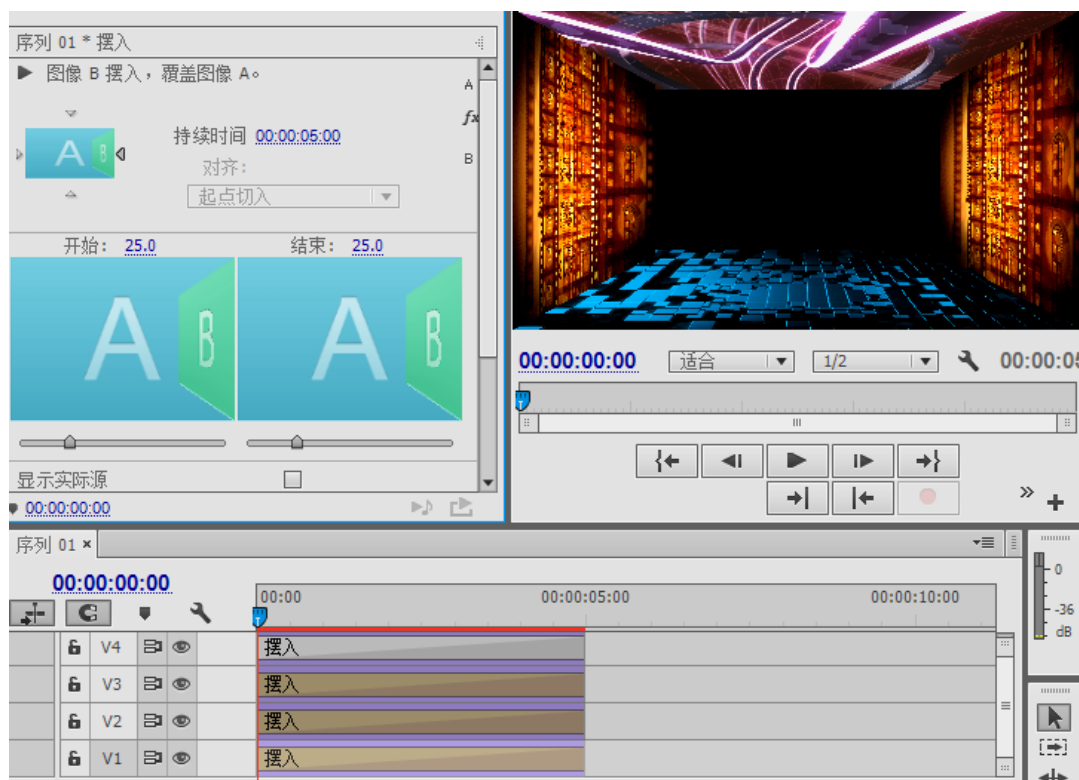 序列 01 * 摆入
图像 B 摆入，覆盖图像 A。
A
fx
B
A B
持续时间 00:00:05:00
对齐：
起点切入
开始： 25.0 结束： 25.0
A B A B
显示实际源
00:00:00:00
00:00:00:00 适合 1/2 00:00:05
序列 01 ×
00:00:00:00
00:00 00:00:05:00 00:00:10:00
V4 摆入
V3 摆入
V2 摆入
V1 摆入
0
-36
dB